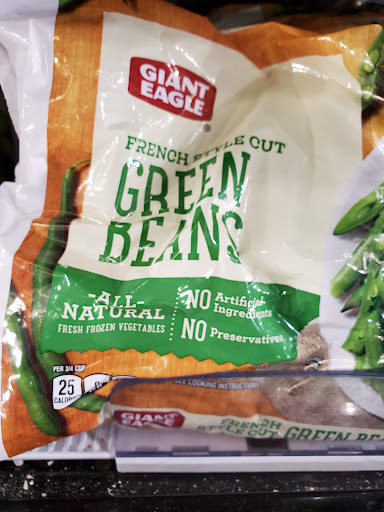 GIANT
EAGLE
®
FRENCH STYLE CUT
GREEN
BEANS
-ALL-
NATURAL
FRESH FROZEN VEGETABLES
NO Artificial
Ingredients
NO Preservatives
PER 3/4 CUP
25
CALORIES
COOKING INSTRUCTIONS
GIANT
EAGLE
FRENCH
STYLE CUT GREEN BE